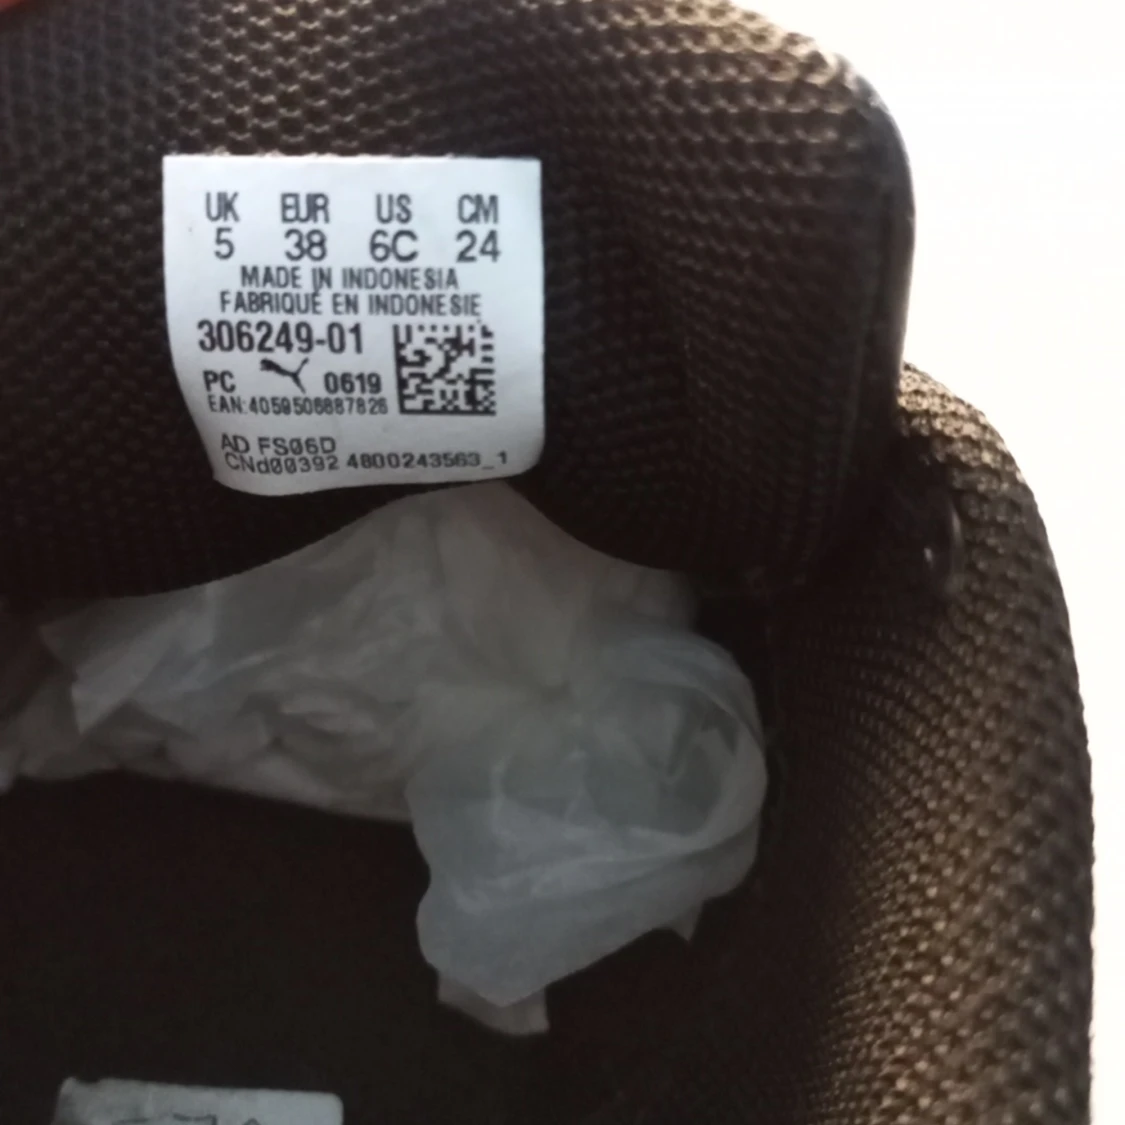 UK EUR US CM
5 38 6C 24
MADE IN INDONESIA
FABRIQUÉ EN INDONESIE
306249-01
PC 0619
EAN:4059506887826
AD FS06D
CNd00392 4800243563_1